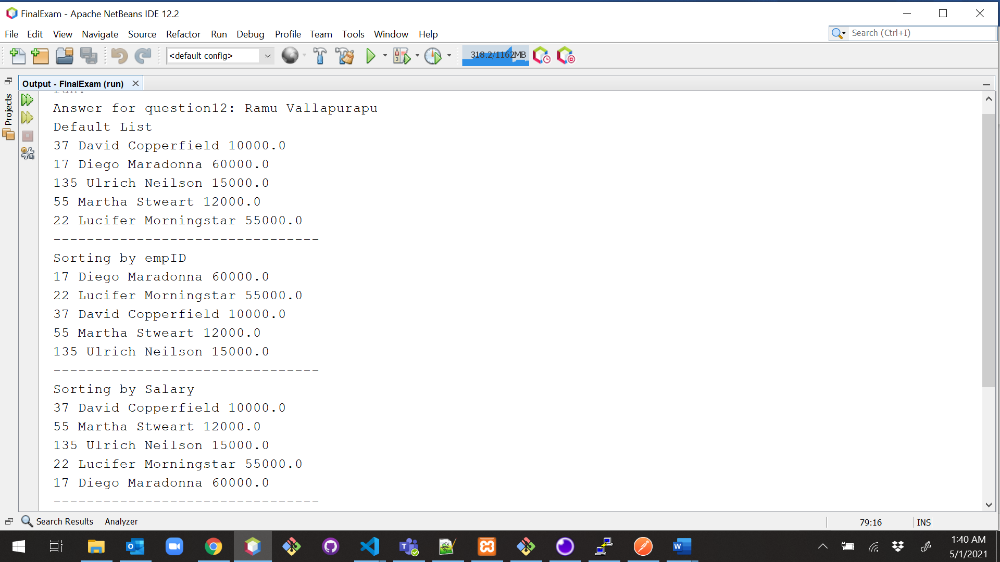 FinalExam - Apache NetBeans IDE 12.2
File Edit View Navigate Source Refactor Run Debug Profile Team Tools Window Help
Search (Ctrl+I)
<default config>
318.2/1162MB
Projects
Output - FinalExam (run)
run:
Answer for question12: Ramu Vallapurapu
Default List
37 David Copperfield 10000.0
17 Diego Maradonna 60000.0
135 Ulrich Neilson 15000.0
55 Martha Stweart 12000.0
22 Lucifer Morningstar 55000.0
--------------------------------
Sorting by empID
17 Diego Maradonna 60000.0
22 Lucifer Morningstar 55000.0
37 David Copperfield 10000.0
55 Martha Stweart 12000.0
135 Ulrich Neilson 15000.0
--------------------------------
Sorting by Salary
37 David Copperfield 10000.0
55 Martha Stweart 12000.0
135 Ulrich Neilson 15000.0
22 Lucifer Morningstar 55000.0
17 Diego Maradonna 60000.0
--------------------------------
Search Results Analyzer
79:16 INS
1:40 AM
5/1/2021